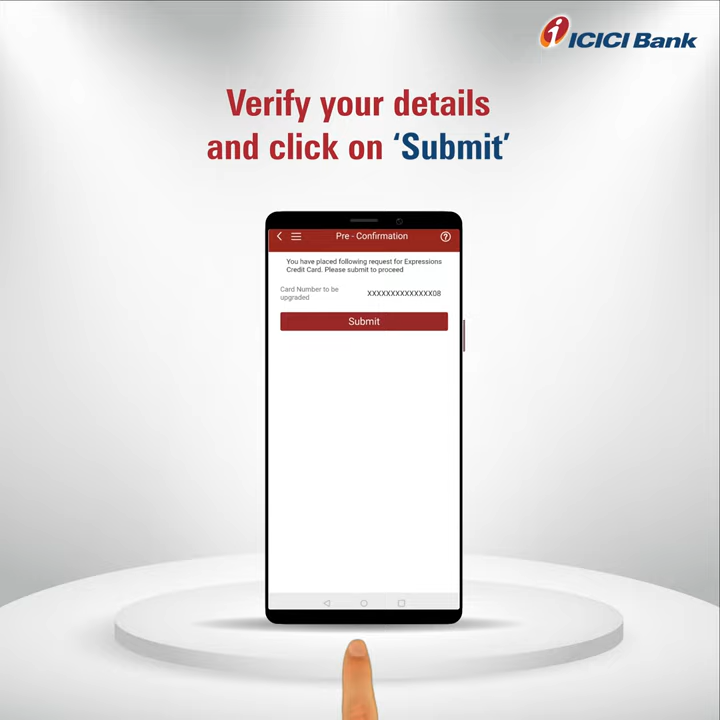 ICICI Bank
Verify your details
and click on ‘Submit’
Pre - Confirmation
You have placed following request for Expressions
Credit Card. Please submit to proceed
Card Number to be
upgraded
XXXXXXXXXXXXXX08
Submit